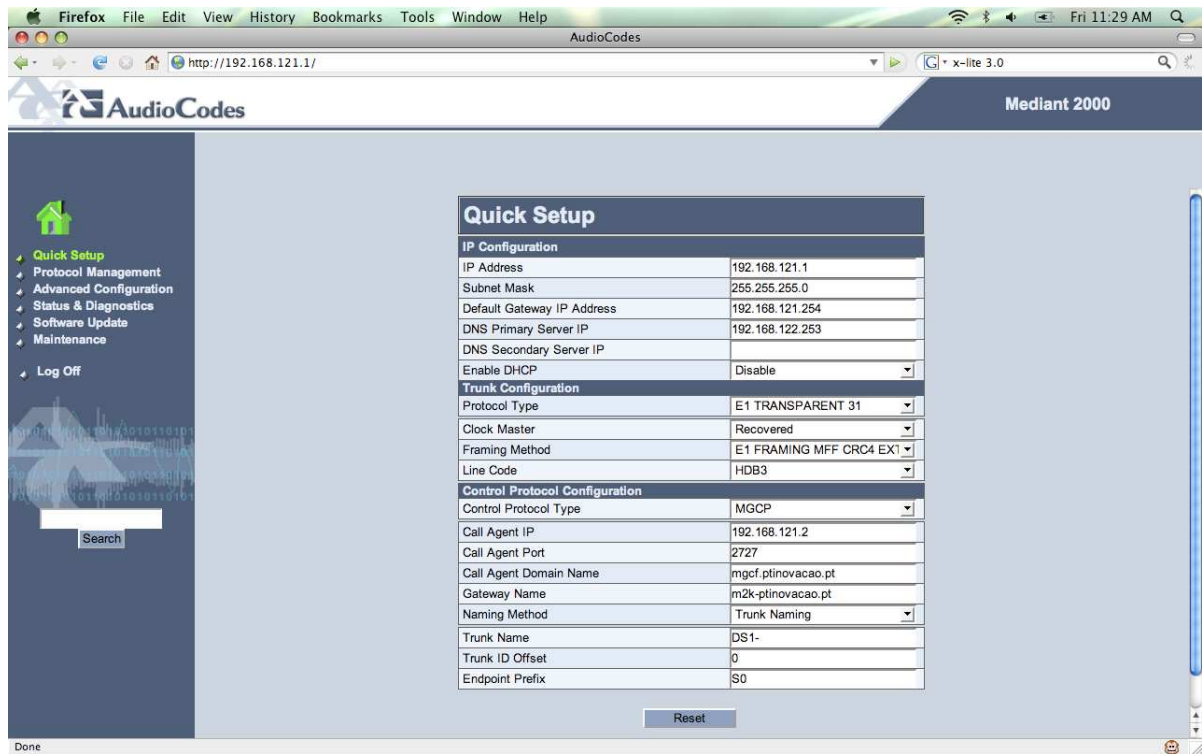 Firefox File Edit View History Bookmarks Tools Window Help Fri 11:29 AM
AudioCodes
http://192.168.121.1/ G x-lite 3.0
AudioCodes Mediant 2000
Quick Setup
Protocol Management
Advanced Configuration
Status & Diagnostics
Software Update
Maintenance
Log Off
Search
Quick Setup
IP Configuration
IP Address 192.168.121.1
Subnet Mask 255.255.255.0
Default Gateway IP Address 192.168.121.254
DNS Primary Server IP 192.168.122.253
DNS Secondary Server IP
Enable DHCP Disable
Trunk Configuration
Protocol Type E1 TRANSPARENT 31
Clock Master Recovered
Framing Method E1 FRAMING MFF CRC4 EXT
Line Code HDB3
Control Protocol Configuration
Control Protocol Type MGCP
Call Agent IP 192.168.121.2
Call Agent Port 2727
Call Agent Domain Name mgcf.ptinovacao.pt
Gateway Name m2k-ptinovacao.pt
Naming Method Trunk Naming
Trunk Name DS1-
Trunk ID Offset 0
Endpoint Prefix S0
Reset
Done